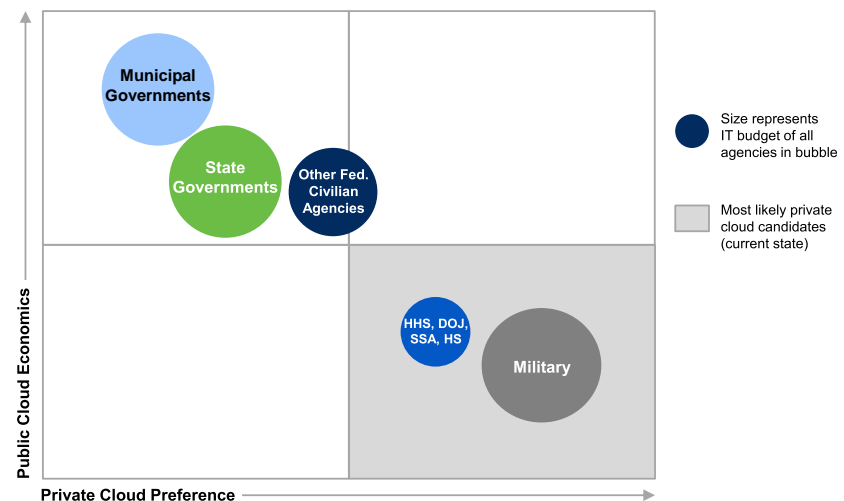 Municipal
Governments
State
Governments
Other Fed.
Civilian
Agencies
HHS, DOJ,
SSA, HS
Military
Size represents
IT budget of all
agencies in bubble
Most likely private
cloud candidates
(current state)
Public Cloud Economics
Private Cloud Preference